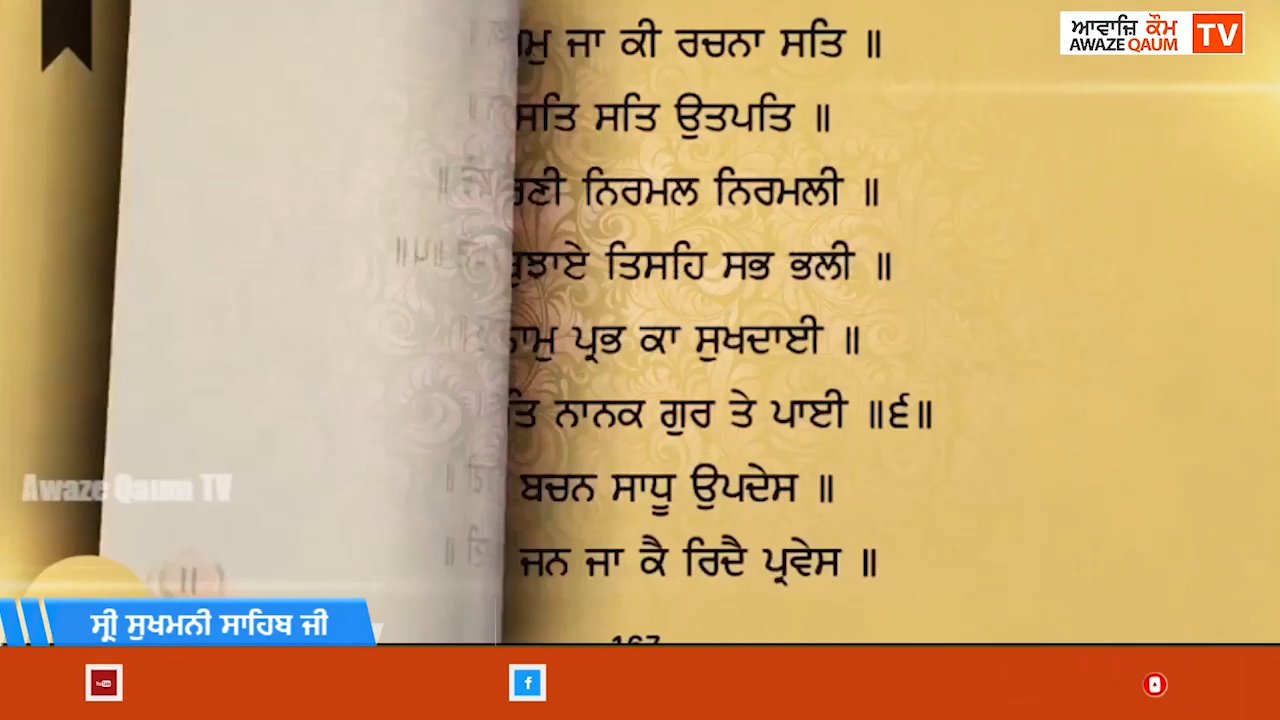 ਆਵਾਜ਼ਿ ਕੌਮ TV
AWAZE QAUM
ਜਾ ਕੀ ਰਚਨਾ ਸਤਿ ॥
ਸਤਿ ਸਤਿ ਉਤਪਤਿ ॥
ਨਿਰਮਲ ਨਿਰਮਲੀ ॥
ਤਿਸਹਿ ਸਭ ਭਲੀ ॥
ਪ੍ਰਭ ਕਾ ਸੁਖਦਾਈ ॥
ਨਾਨਕ ਗੁਰ ਤੇ ਪਾਈ ॥੬॥
ਬਚਨ ਸਾਧੂ ਉਪਦੇਸ ॥
ਜਨ ਜਾ ਕੈ ਰਿਦੈ ਪ੍ਰਵੇਸ ॥
Awaze Qaum TV
ਸ੍ਰੀ ਸੁਖਮਨੀ ਸਾਹਿਬ ਜੀ